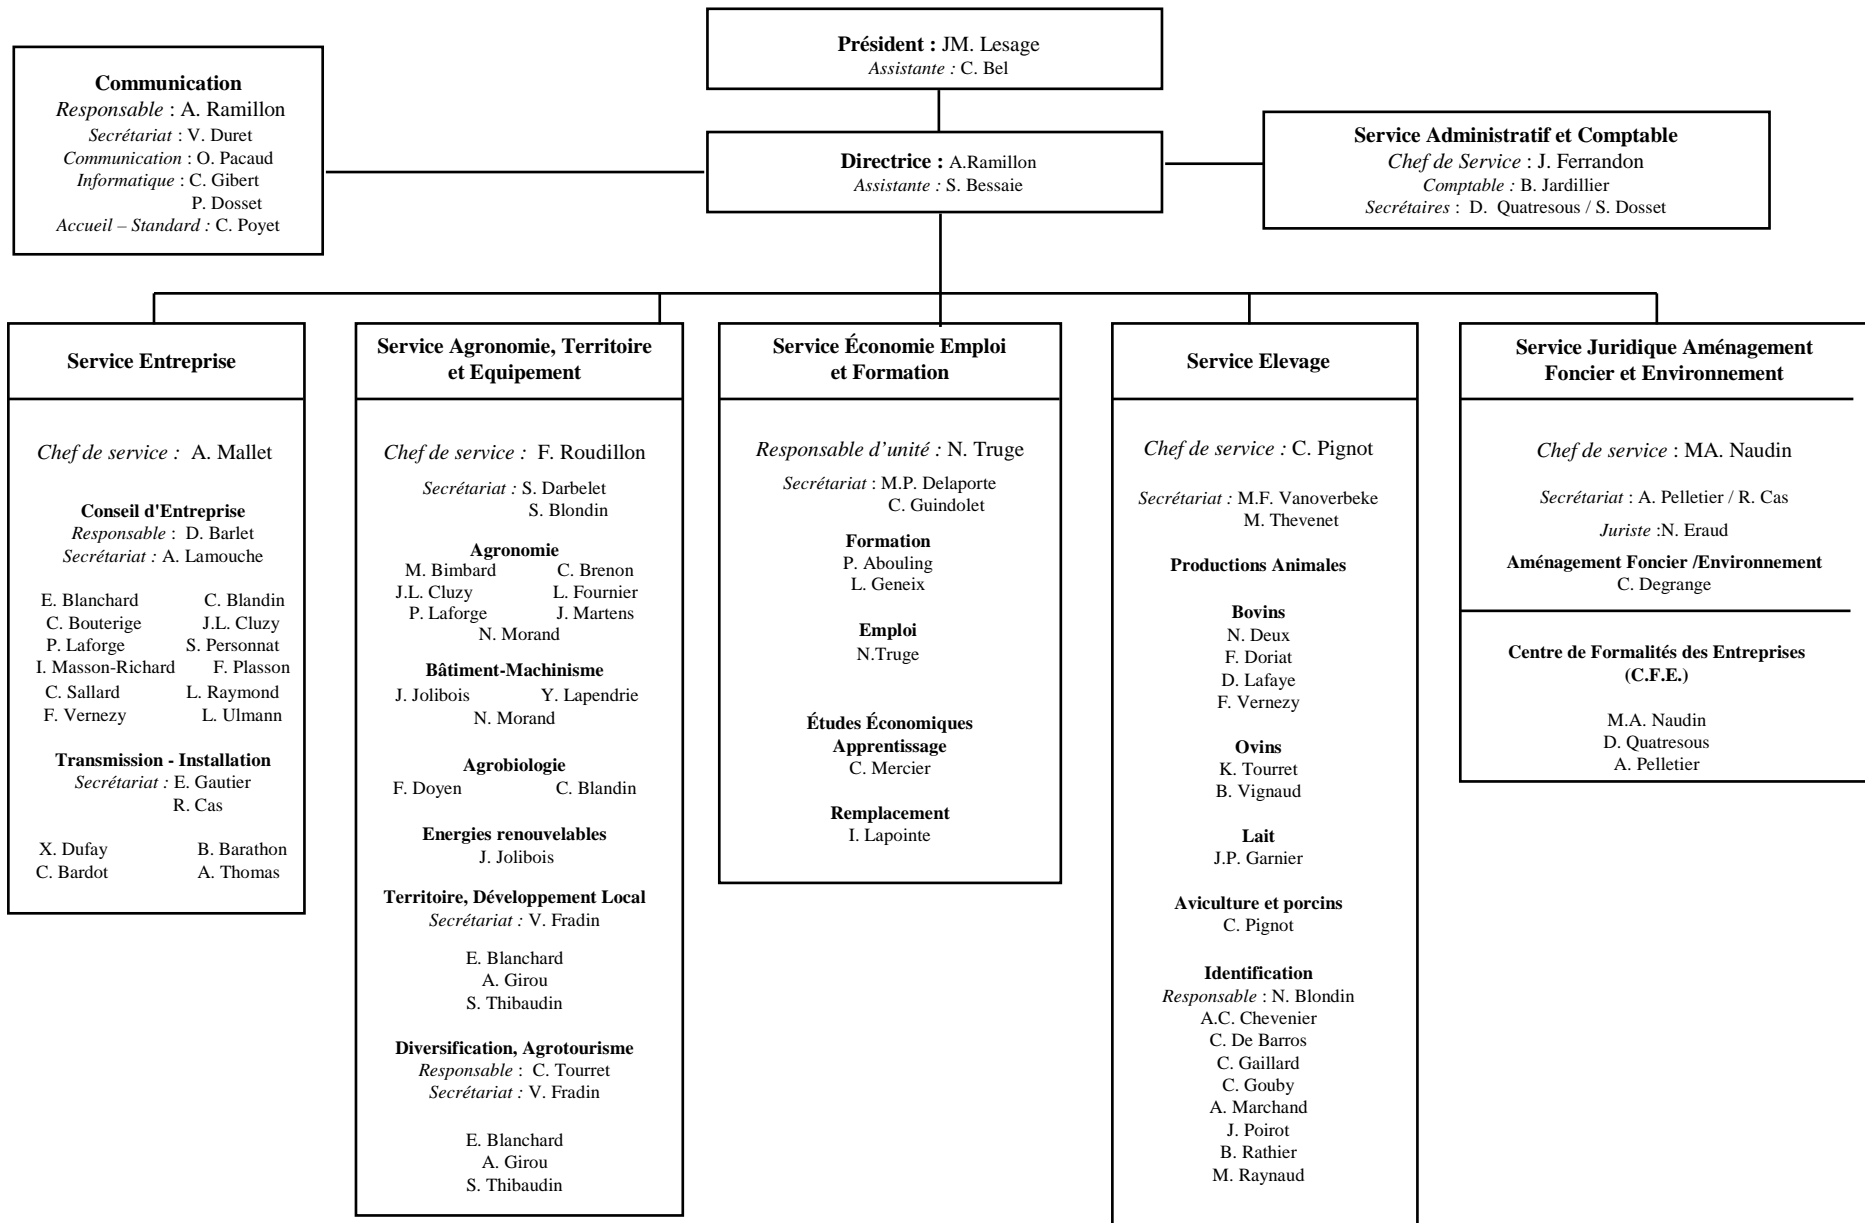 Président : JM. Lesage
Assistante : C. Bel
Communication
Responsable : A. Ramillon
Secrétariat : V. Duret
Communication : O. Pacaud
Informatique : C. Gibert
P. Dosset
Accueil – Standard : C. Poyet
Directrice : A.Ramillon
Assistante : S. Bessaie
Service Administratif et Comptable
Chef de Service : J. Ferrandon
Comptable : B. Jardillier
Secrétaires : D. Quatresous / S. Dosset
Service Entreprise
Chef de service : A. Mallet
Conseil d'Entreprise
Responsable : D. Barlet
Secrétariat : A. Lamouche
E. Blanchard C. Blandin
C. Bouterige J.L. Cluzy
P. Laforge S. Personnat
I. Masson-Richard F. Plasson
C. Sallard L. Raymond
F. Vernezy L. Ulmann
Transmission - Installation
Secrétariat : E. Gautier
R. Cas
X. Dufay B. Barathon
C. Bardot A. Thomas
Service Agronomie, Territoire
et Equipement
Chef de service : F. Roudillon
Secrétariat : S. Darbelet
S. Blondin
Agronomie
M. Bimbard C. Brenon
J.L. Cluzy L. Fournier
P. Laforge J. Martens
N. Morand
Bâtiment-Machinisme
J. Jolibois Y. Lapendrie
N. Morand
Agrobiologie
F. Doyen C. Blandin
Energies renouvelables
J. Jolibois
Territoire, Développement Local
Secrétariat : V. Fradin
E. Blanchard
A. Girou
S. Thibaudin
Diversification, Agrotourisme
Responsable : C. Tourret
Secrétariat : V. Fradin
E. Blanchard
A. Girou
S. Thibaudin
Service Économie Emploi
et Formation
Responsable d'unité : N. Truge
Secrétariat : M.P. Delaporte
C. Guindolet
Formation
P. Abouling
L. Geneix
Emploi
N.Truge
Études Économiques
Apprentissage
C. Mercier
Remplacement
I. Lapointe
Service Elevage
Chef de service : C. Pignot
Secrétariat : M.F. Vanoverbeke
M. Thevenet
Productions Animales
Bovins
N. Deux
F. Doriat
D. Lafaye
F. Vernezy
Ovins
K. Tourret
B. Vignaud
Lait
J.P. Garnier
Aviculture et porcins
C. Pignot
Identification
Responsable : N. Blondin
A.C. Chevenier
C. De Barros
C. Gaillard
C. Gouby
A. Marchand
J. Poirot
B. Rathier
M. Raynaud
Service Juridique Aménagement
Foncier et Environnement
Chef de service : MA. Naudin
Secrétariat : A. Pelletier / R. Cas
Juriste :N. Eraud
Aménagement Foncier /Environnement
C. Degrange
Centre de Formalités des Entreprises
(C.F.E.)
M.A. Naudin
D. Quatresous
A. Pelletier